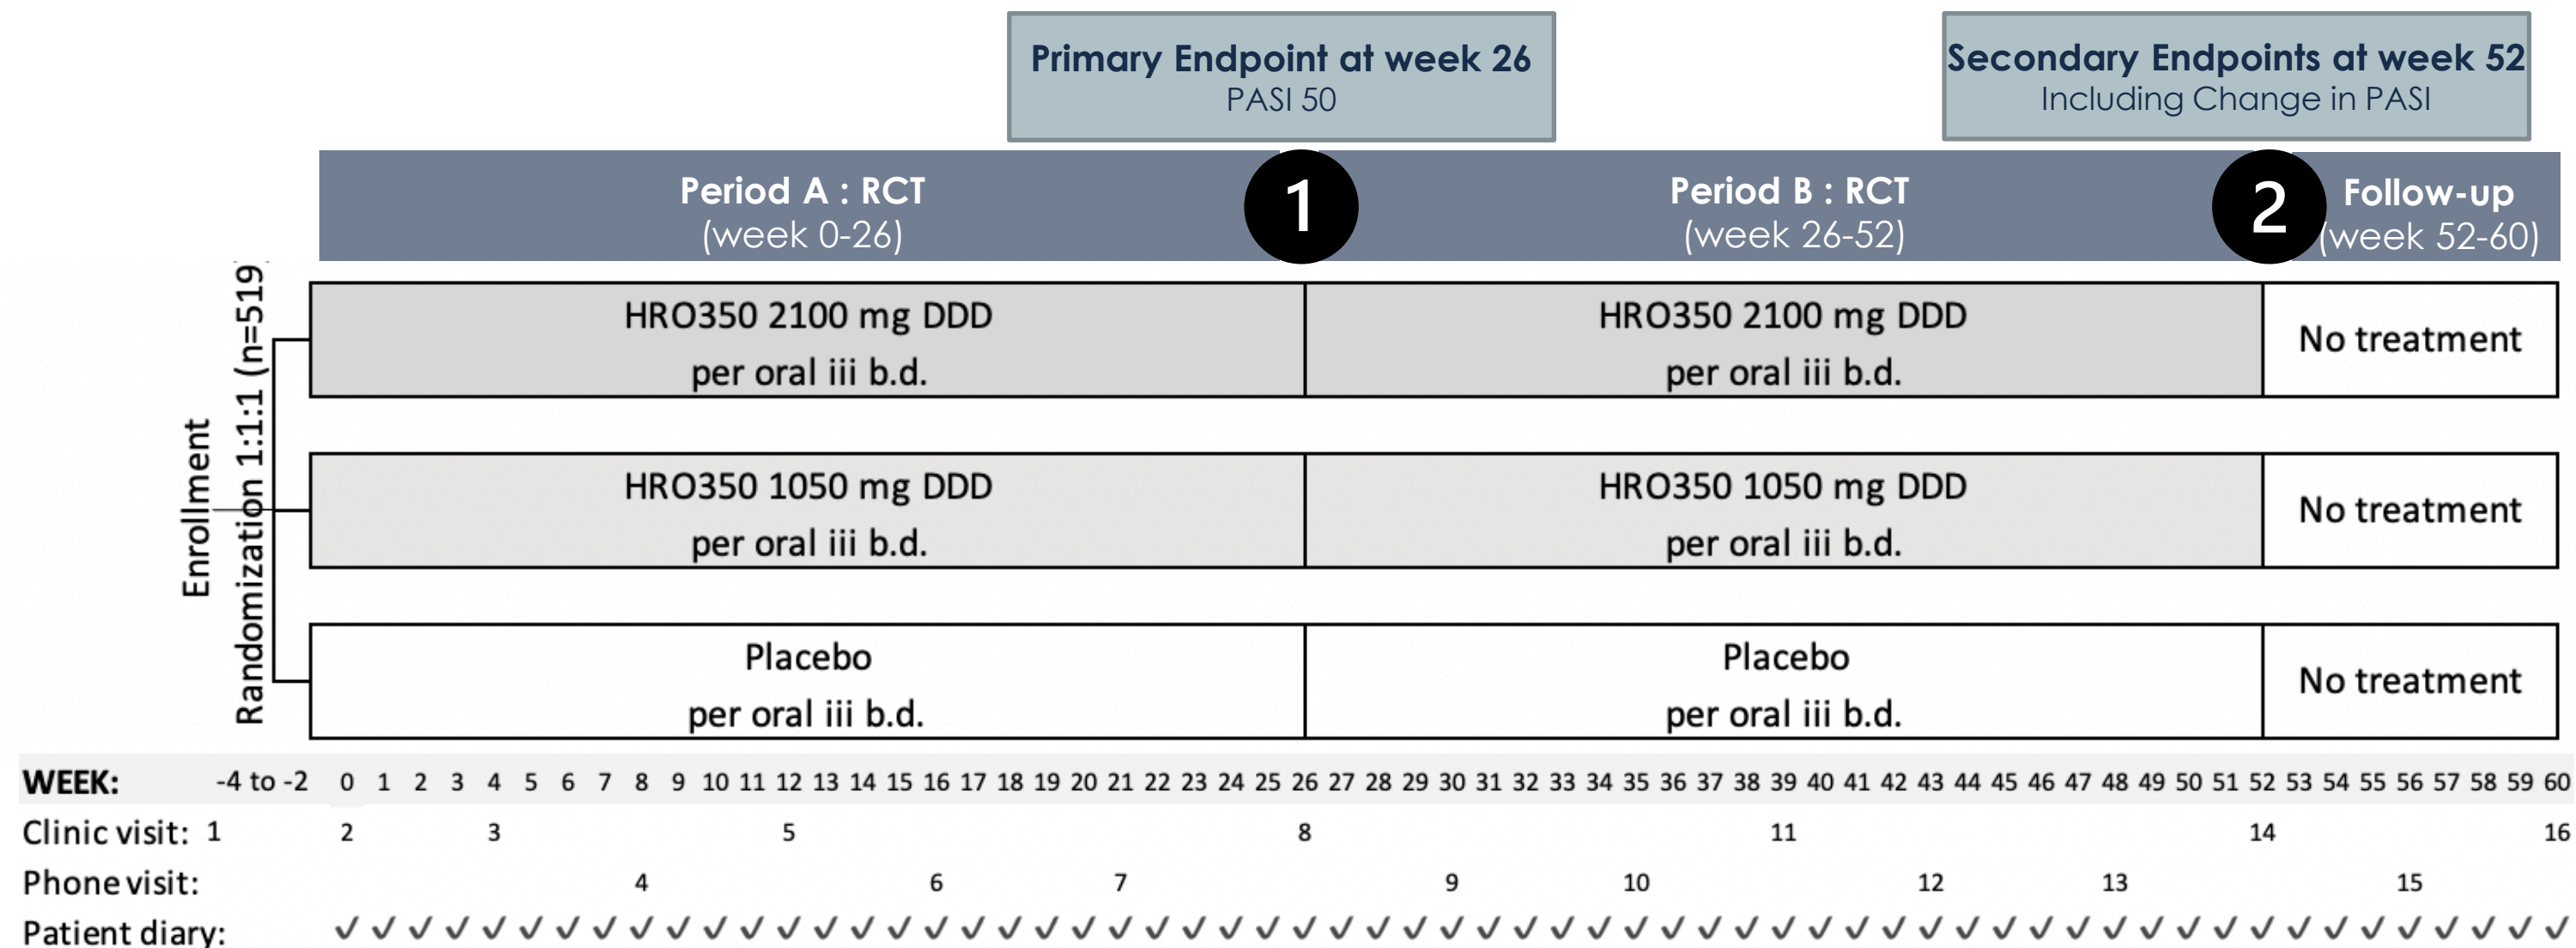 Primary Endpoint at week 26
PASI 50
Secondary Endpoints at week 52
Including Change in PASI
Period A : RCT
(week 0-26)
1
Period B : RCT
(week 26-52)
2
Follow-up
(week 52-60)
Enrollment
Randomization 1:1:1 (n=519)
HRO350 2100 mg DDD
per oral iii b.d.
HRO350 2100 mg DDD
per oral iii b.d.
No treatment
HRO350 1050 mg DDD
per oral iii b.d.
HRO350 1050 mg DDD
per oral iii b.d.
No treatment
Placebo
per oral iii b.d.
Placebo
per oral iii b.d.
No treatment
WEEK: -4 to -2 0 1 2 3 4 5 6 7 8 9 10 11 12 13 14 15 16 17 18 19 20 21 22 23 24 25 26 27 28 29 30 31 32 33 34 35 36 37 38 39 40 41 42 43 44 45 46 47 48 49 50 51 52 53 54 55 56 57 58 59 60
Clinic visit: 1 2 3 5 8 11 14 16
Phone visit: 4 6 7 9 10 12 13 15
Patient diary: